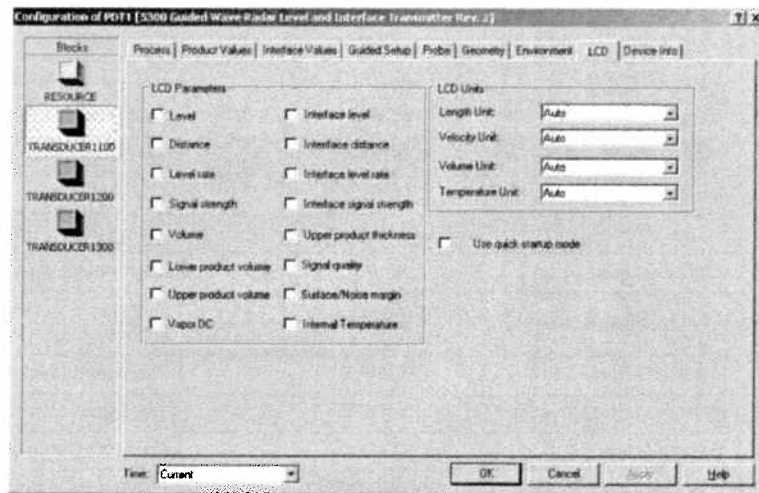 Configuration of PDT1 [5300 Guided Wave Radar Level and Interface Transmitter Rev. 2]
? ×
Blocks
RESOURCE
TRANSDUCER1100
TRANSDUCER1200
TRANSDUCER1300
Process Product Values Interface Values Guided Setup Probe Geometry Environment LCD Device Info
LCD Parameters
Level
Interface level
Distance
Interface distance
Level rate
Interface level rate
Signal strength
Interface signal strength
Volume
Upper product thickness
Lower product volume
Signal quality
Upper product volume
Surface/Noise margin
Vapor DC
Internal Temperature
LCD Units
Length Unit: Auto
Velocity Unit: Auto
Volume Unit: Auto
Temperature Unit: Auto
Use quick startup mode
Time: Current
OK Cancel Apply Help